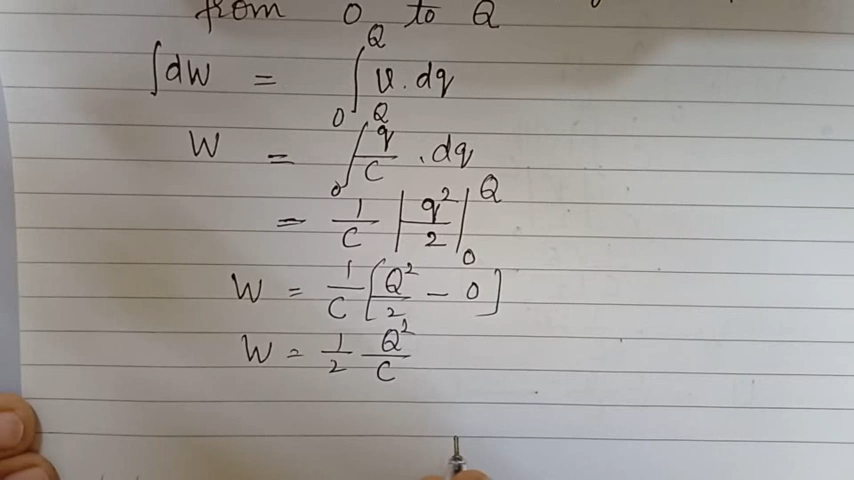 from 0 to Q
∫dW = ∫₀^Q v.dq
W = ∫₀^Q q/C .dq
= 1/C |q²/2|₀^Q
W = 1/C [Q²/2 - 0]
W = 1/2 Q²/C